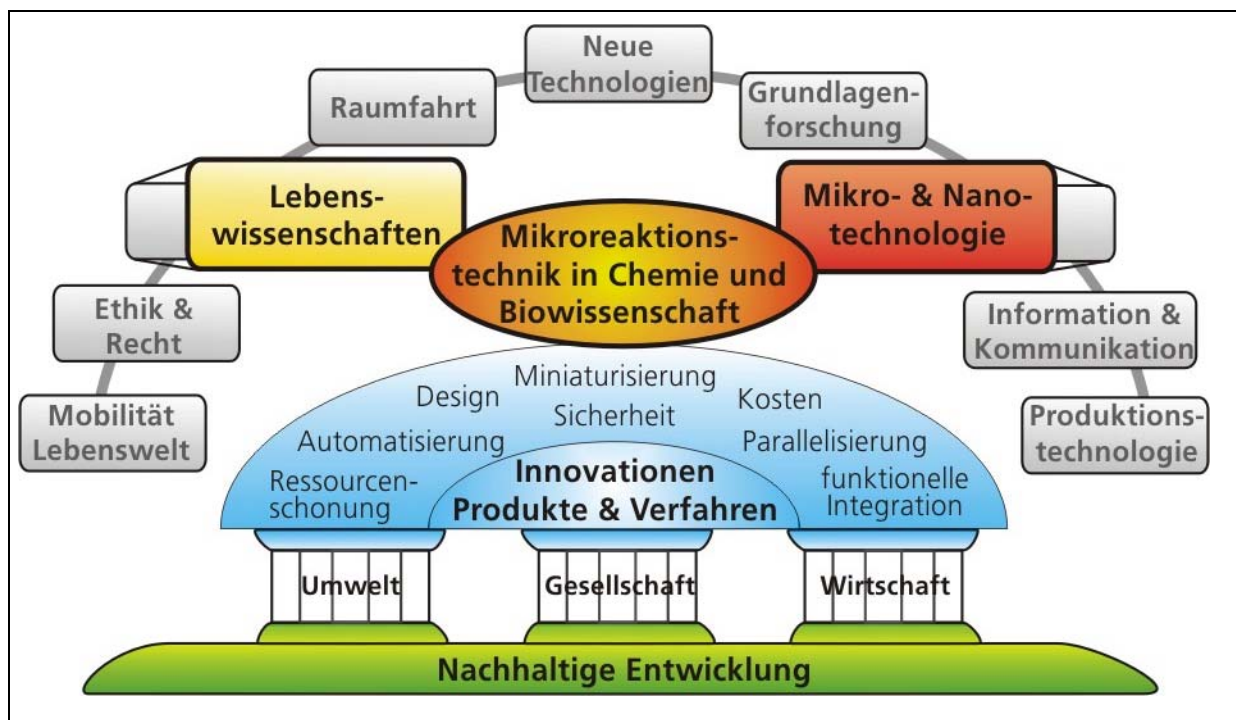 Neue
Technologien
Raumfahrt
Grundlagen-
forschung
Lebens-
wissenschaften
Mikro- & Nano-
technologie
Mikroreaktions-
technik in Chemie und
Biowissenschaft
Ethik &
Recht
Information &
Kommunikation
Mobilität
Lebenswelt
Produktions-
technologie
Miniaturisierung
Design
Kosten
Sicherheit
Automatisierung
Parallelisierung
Ressourcen-
schonung
Innovationen
Produkte & Verfahren
funktionelle
Integration
Umwelt
Gesellschaft
Wirtschaft
Nachhaltige Entwicklung